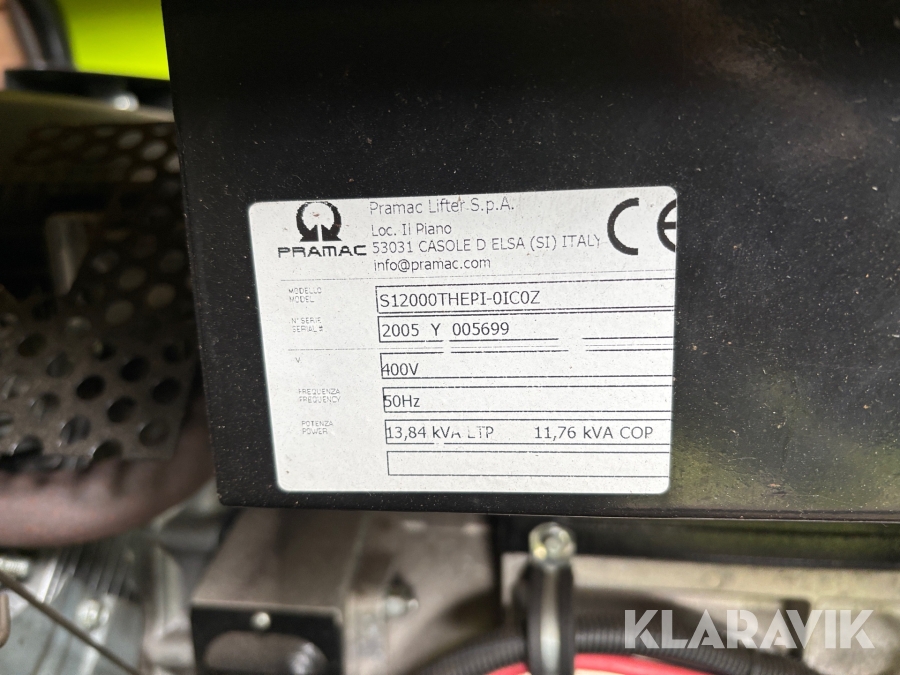 Pramac Lifter S.p.A.
Loc. Il Piano
PRAMAC 53031 CASOLE D ELSA (SI) ITALY
info@pramac.com
CE
MODELLO
MODEL
S12000THEPI-0IC0Z
N° SERIE
SERIAL #
2005 Y 005699
V
400V
FREQUENZA
FREQUENCY
50Hz
POTENZA
POWER
13,84 kVA LTP 11,76 kVA COP
KLARAVIK